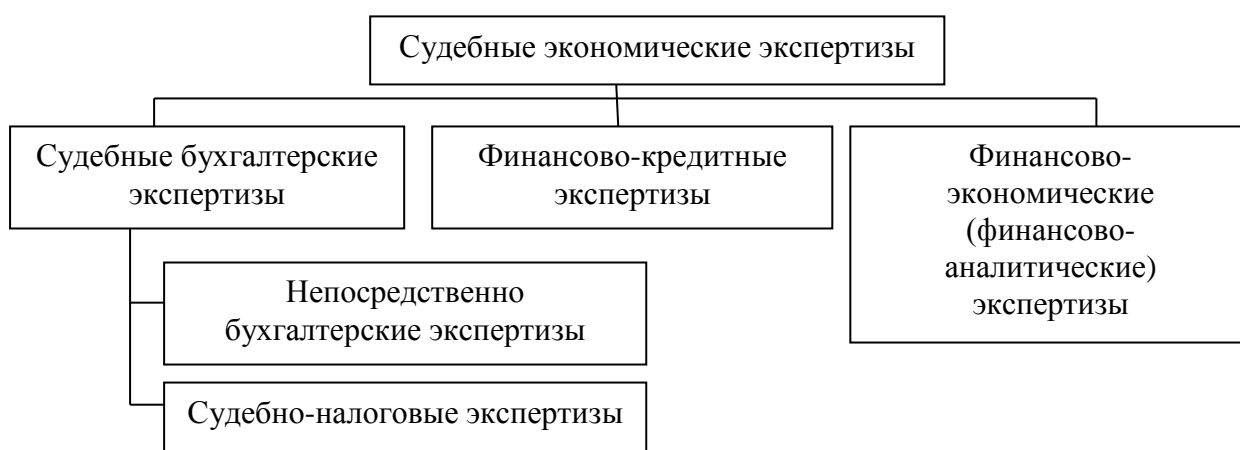 Судебные экономические экспертизы
Судебные бухгалтерские
экспертизы
Финансово-кредитные
экспертизы
Финансово-
экономические
(финансово-
аналитические)
экспертизы
Непосредственно
бухгалтерские экспертизы
Судебно-налоговые экспертизы